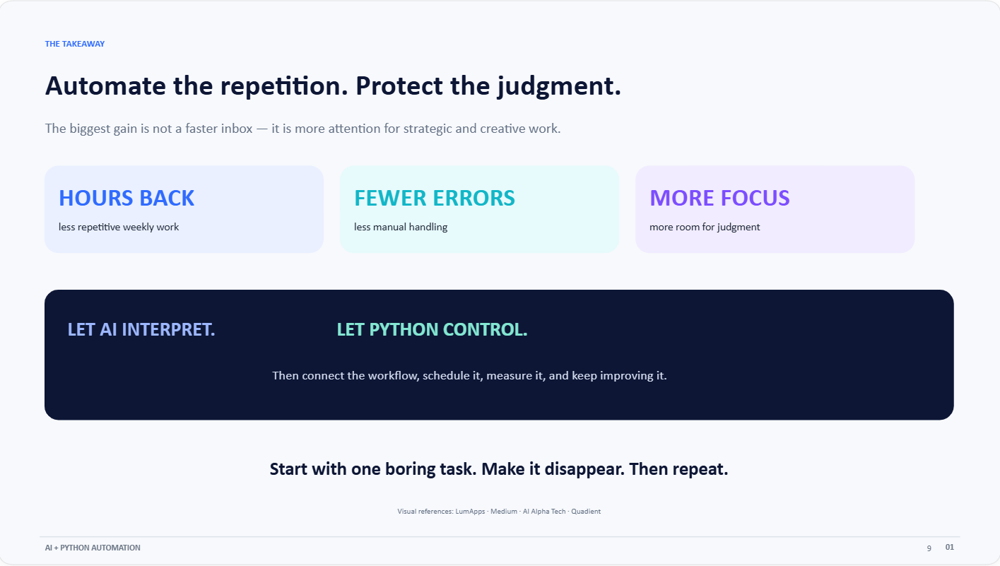 THE TAKEAWAY
Automate the repetition. Protect the judgment.
The biggest gain is not a faster inbox — it is more attention for strategic and creative work.
HOURS BACK
less repetitive weekly work
FEWER ERRORS
less manual handling
MORE FOCUS
more room for judgment
LET AI INTERPRET.
LET PYTHON CONTROL.
Then connect the workflow, schedule it, measure it, and keep improving it.
Start with one boring task. Make it disappear. Then repeat.
Visual references: LumApps · Medium · AI Alpha Tech · Quadient
AI + PYTHON AUTOMATION
9
01